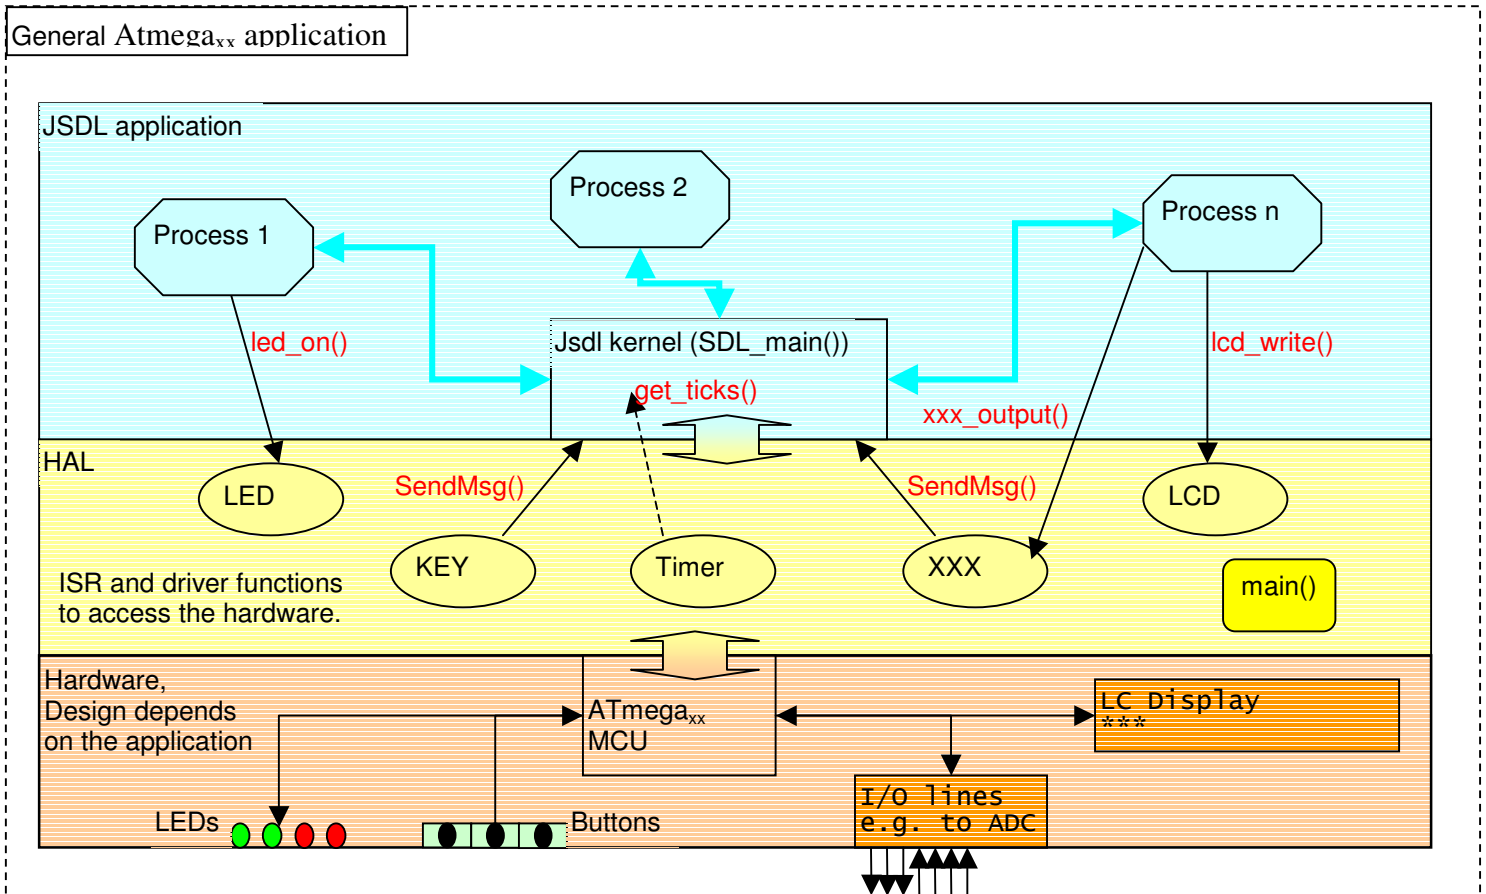 General Atmegaxx application
JSDL application
Process 1
Process 2
Process n
led_on()
Jsdl kernel (SDL_main())
get_ticks()
lcd_write()
xxx_output()
HAL
LED
SendMsg()
SendMsg()
LCD
KEY
Timer
XXX
ISR and driver functions
to access the hardware.
main()
Hardware,
Design depends
on the application
ATmegaxx
MCU
LC Display
***
I/O lines
e.g. to ADC
LEDs
Buttons